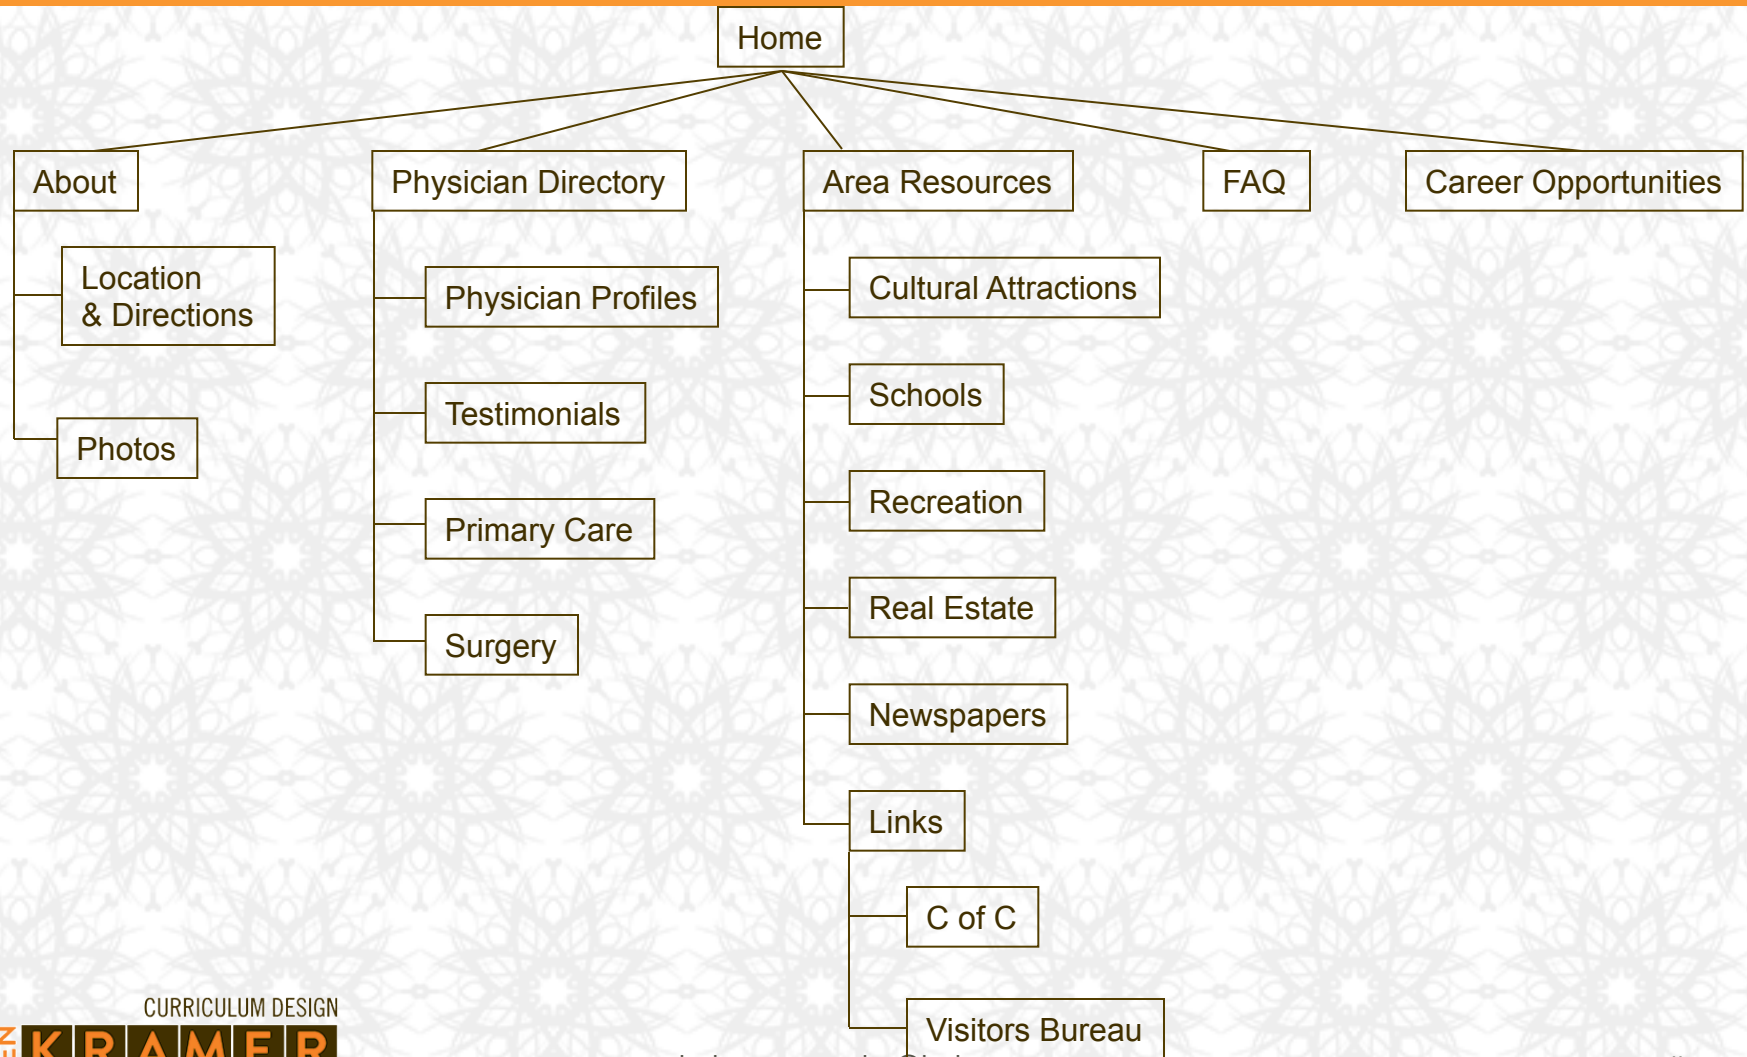 Home
About
Physician Directory
Area Resources
FAQ
Career Opportunities
Location
& Directions
Photos
Physician Profiles
Testimonials
Primary Care
Surgery
Cultural Attractions
Schools
Recreation
Real Estate
Newspapers
Links
C of C
Visitors Bureau
CURRICULUM DESIGN
KRAMER